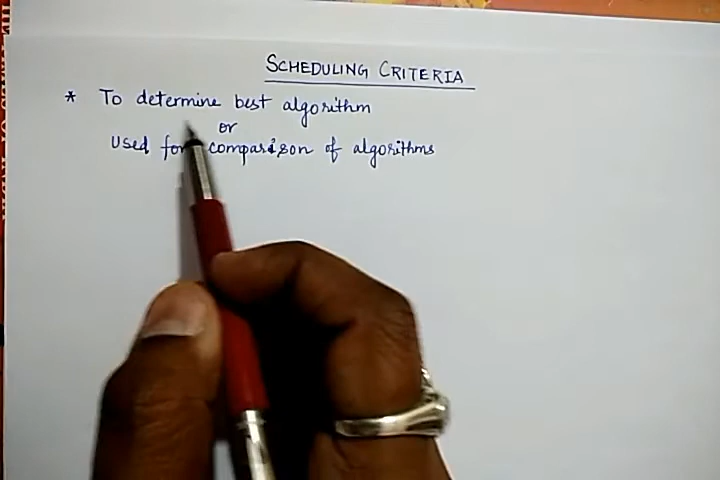 SCHEDULING CRITERIA
* To determine best algorithm
or
Used for comparison of algorithms